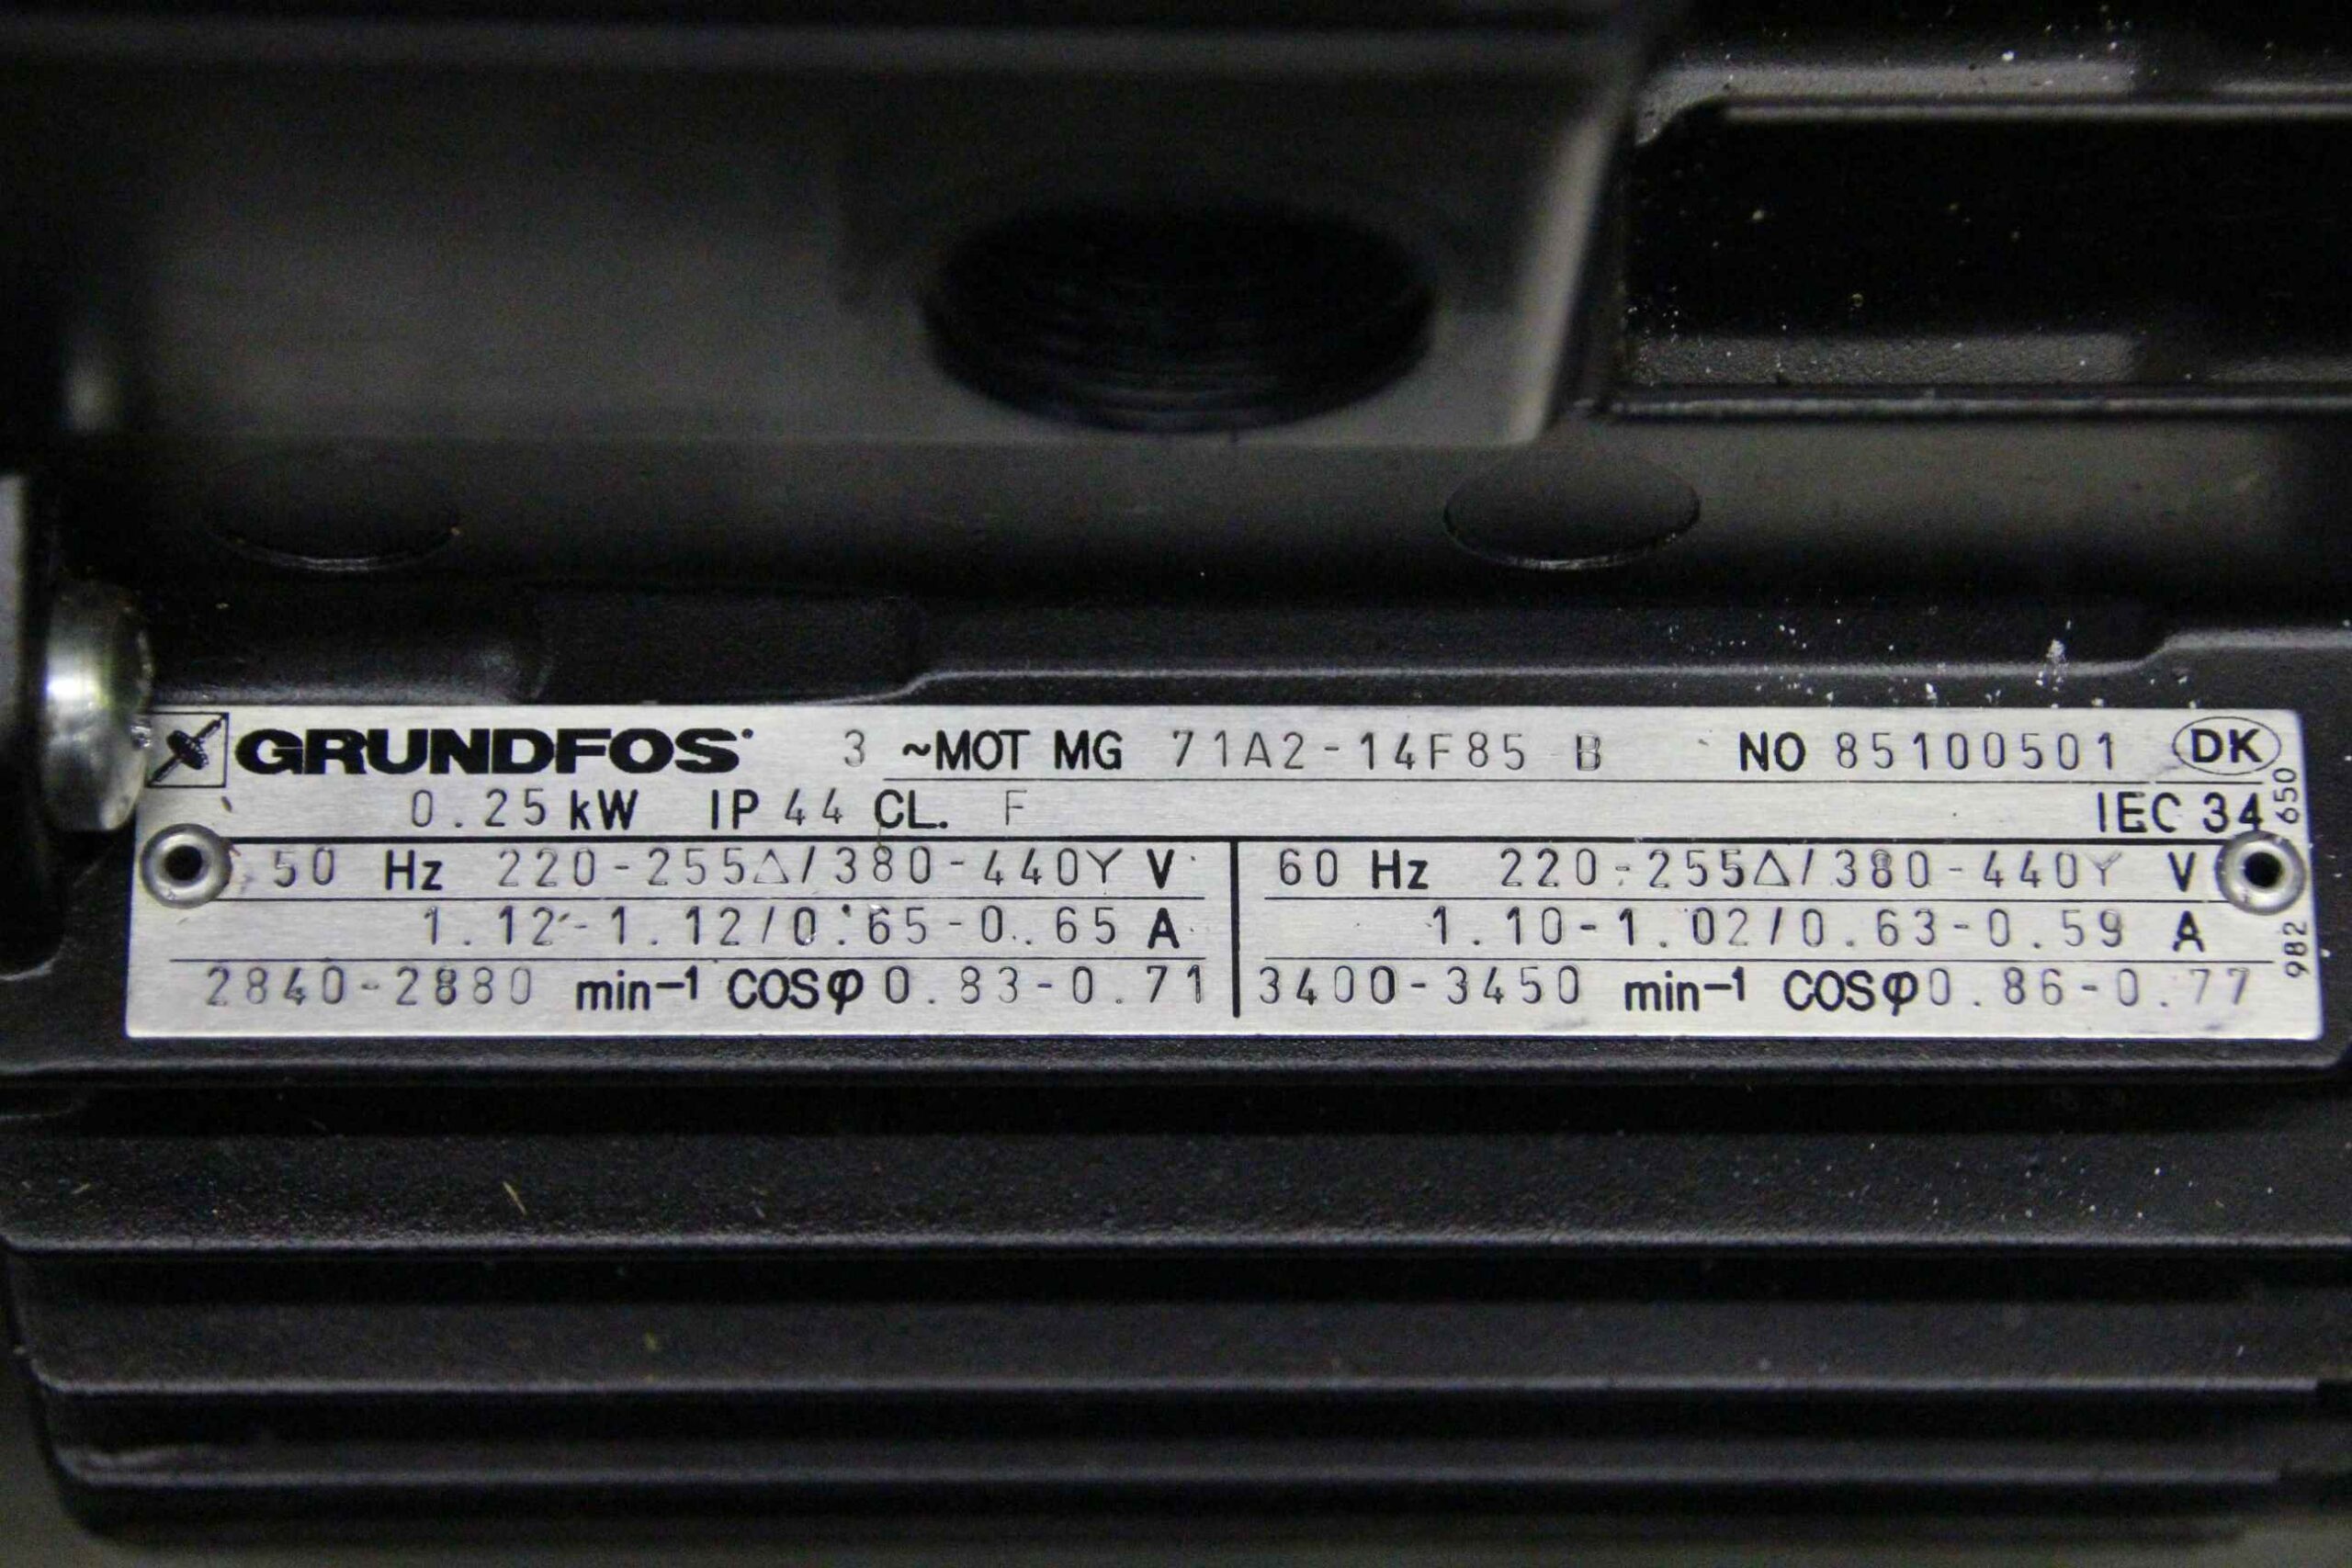 GRUNDFOS 3 ~MOT MG 71A2-14F85 B NO 85100501 DK
0.25 kW IP 44 CL. F IEC 34
50 Hz 220-255△/380-440Y V
1.12-1.12/0.65-0.65 A
2840-2880 min-1 COSφ 0.83-0.71
60 Hz 220-255△/380-440Y V
1.10-1.02/0.63-0.59 A
3400-3450 min-1 COSφ 0.86-0.77
982 650